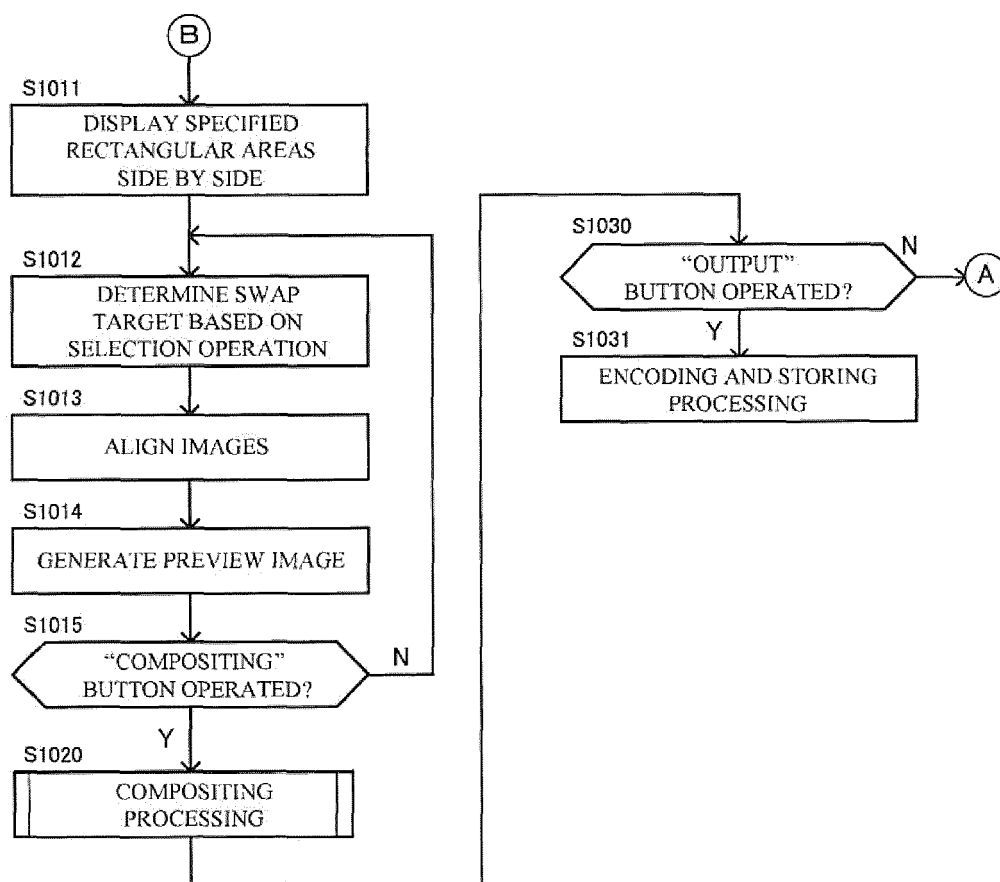 B
S1011
DISPLAY SPECIFIED
RECTANGULAR AREAS
SIDE BY SIDE
S1012
DETERMINE SWAP
TARGET BASED ON
SELECTION OPERATION
S1013
ALIGN IMAGES
S1014
GENERATE PREVIEW IMAGE
S1015
“COMPOSITING”
BUTTON OPERATED?
N
Y
S1020
COMPOSITING
PROCESSING
S1030
“OUTPUT”
BUTTON OPERATED?
N
A
Y
S1031
ENCODING AND STORING
PROCESSING